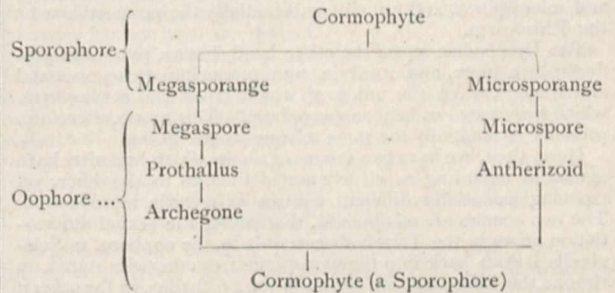 Cormophyte
Sporophore
Megasporange Microsporange
Megaspore Microspore
Prothallus Antherizoid
Oophore ...
Archegone
Cormophyte (a Sporophore)